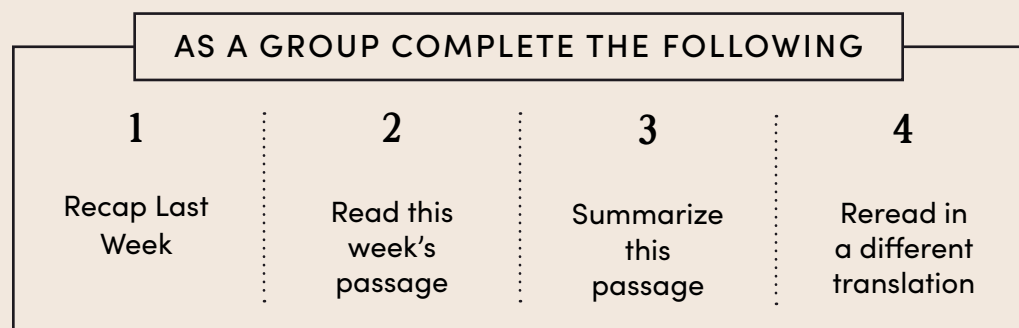 AS A GROUP COMPLETE THE FOLLOWING
1
Recap Last
Week
2
Read this
week's
passage
3
Summarize
this
passage
4
Reread in
a different
translation